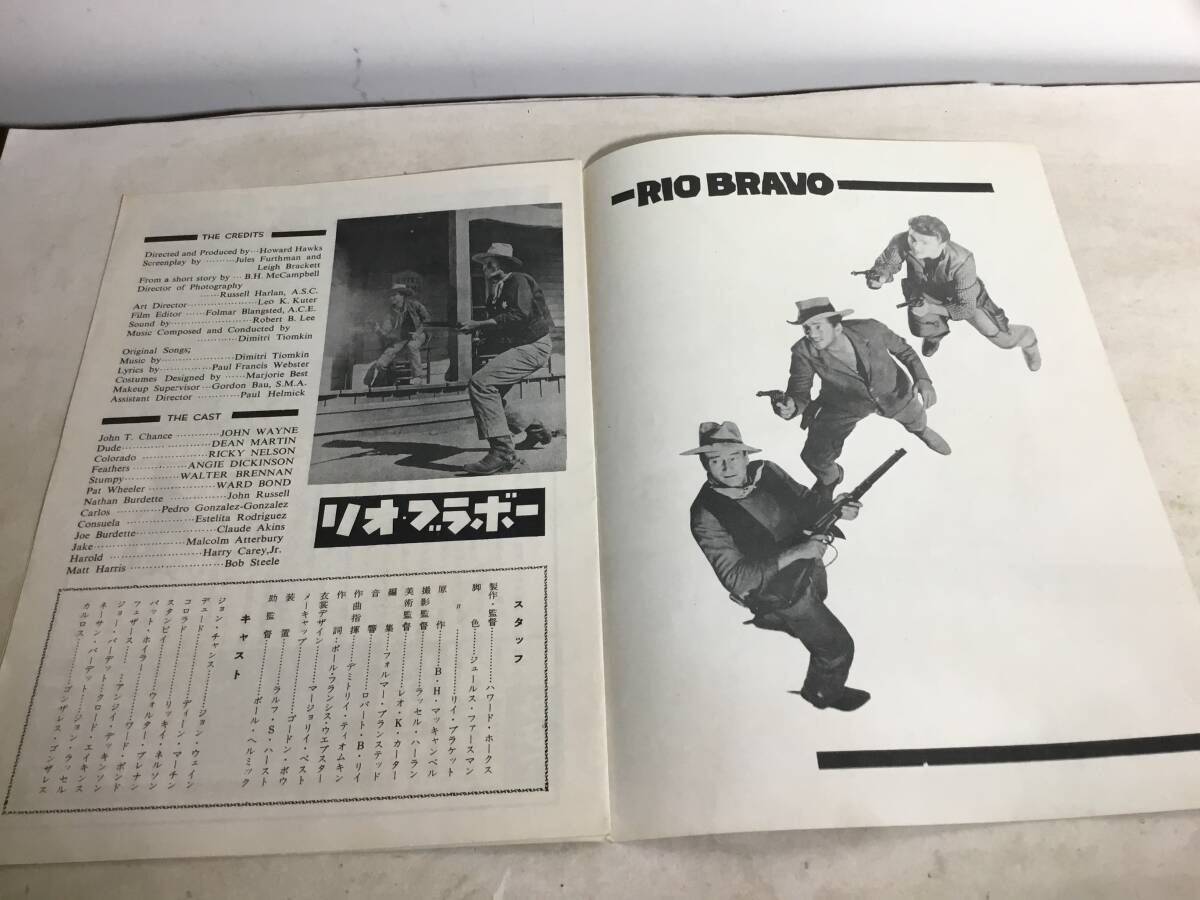 THE CREDITS
Directed and Produced by···Howard Hawks
Screenplay by ············Jules Furthman and
Leigh Brackett
From a short story by ···B.H. McCampbell
Director of Photography
······Russell Harlan, A.S.C.
Art Director························Leo K. Kuter
Film Editor ······Folmar Blangsted, A.C.E.
Sound by························Robert B. Lee
Music Composed and Conducted by
············Dimitri Tiomkin
Original Songs;
Music by··················Dimitri Tiomkin
Lyrics by···············Paul Francis Webster
Costumes Designed by ······Marjorie Best
Makeup Supervisor ···Gordon Bau, S.M.A.
Assistant Director ············Paul Helmick
THE CAST
John T. Chance ············JOHN WAYNE
Dude························DEAN MARTIN
Colorado ··················RICKY NELSON
Feathers ············ANGIE DICKINSON
Stumpy···············WALTER BRENNAN
Pat Wheeler ··················WARD BOND
Nathan Burdette ···············John Russell
Carlos ············Pedro Gonzalez-Gonzalez
Consuela ···············Estelita Rodriguez
Joe Burdette··················Claude Akins
Jake·····················Malcolm Atterbury
Harold ·····················Harry Carey,Jr.
Matt Harris ·····················Bob Steele
リオ・ブラボー
スタッフ
製作・監督············ハワード・ホークス
脚色············ジュールス・ファースマン
〃············リイ・ブラケット
原作············B・H・マッキャンベル
撮影監督············ラッセル・ハーラン
美術監督············レオ・K・カーター
編集······フォルマー・ブランステッド
音響············ロバート・B・リイ
作曲指揮······デミトリイ・ティオムキン
作詞・ポール・フランシス・ウエブスター
衣裳デザイン······マージョリイ・ベスト
メーキャップ············ゴードン・ボウ
装置············ラルフ・S・ハースト
助監督············ポール・ヘルミック
キャスト
ジョン・チャンス······ジョン・ウェイン
デュード············ディーン・マーチン
コロラド············リッキイ・ネルソン
スタンピイ······ウォルター・ブレナン
パット・ホイラー······ワード・ボンド
フェザース······アンジイ・デッキンソン
ジョー・バーデット・クロード・エイキンス
ネーサン・バーデット······ジョン・ラッセル
カルロス······ゴンザレス・ゴンザレス
RIO BRAVO